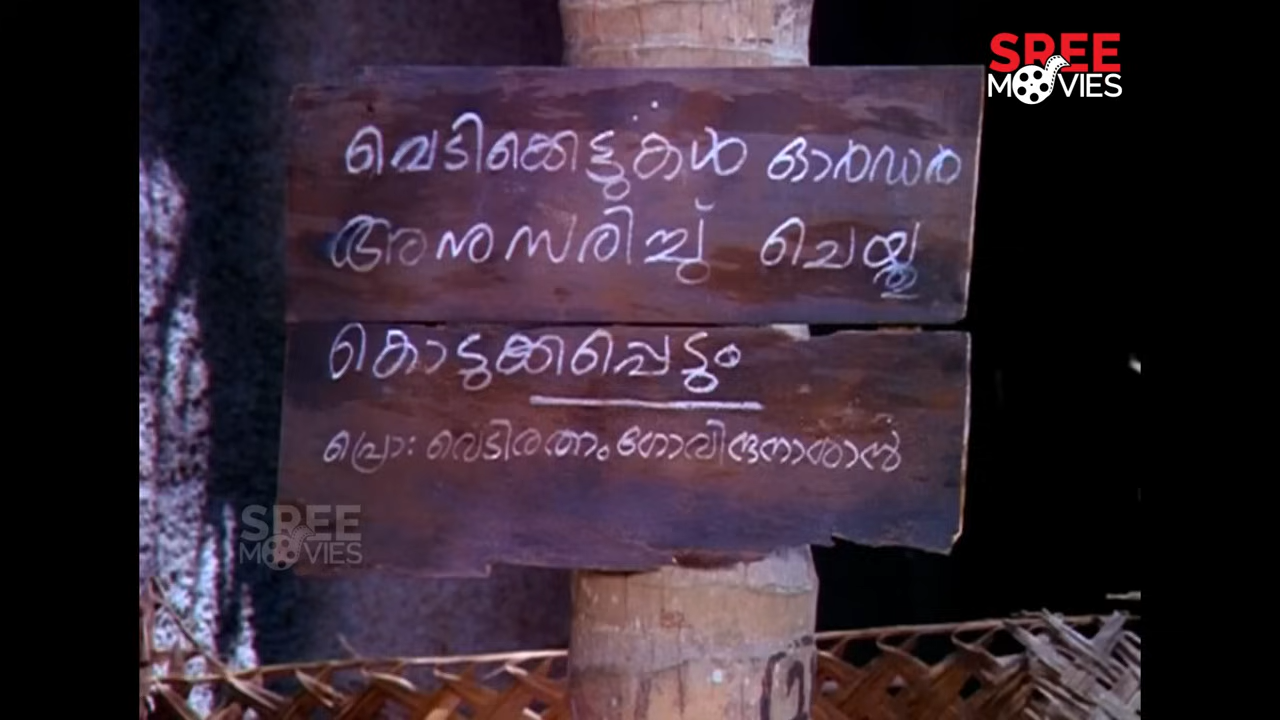 SREE
MOVIES
വെടിക്കെട്ടുകൾ ഓർഡർ
അനുസരിച്ചു് ചെയ്തു
കൊടുക്കപ്പെട്ടും
പ്രൊ: വെടിരത്നം ഗോവിന്ദനാശാൻ
SREE
MOVIES